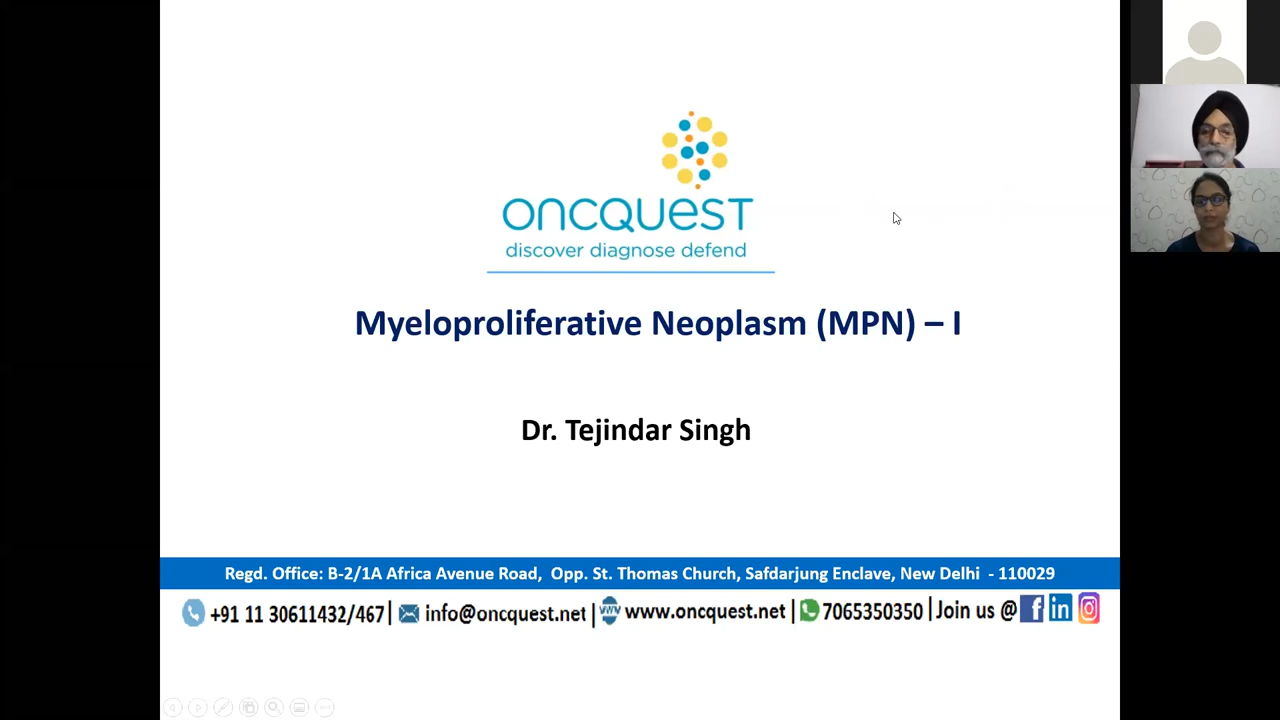 oncquest
discover diagnose defend
Myeloproliferative Neoplasm (MPN) – I
Dr. Tejindar Singh
Regd. Office: B-2/1A Africa Avenue Road, Opp. St. Thomas Church, Safdarjung Enclave, New Delhi - 110029
+91 11 30611432/467| info@oncquest.net | www.oncquest.net | 7065350350 | Join us @